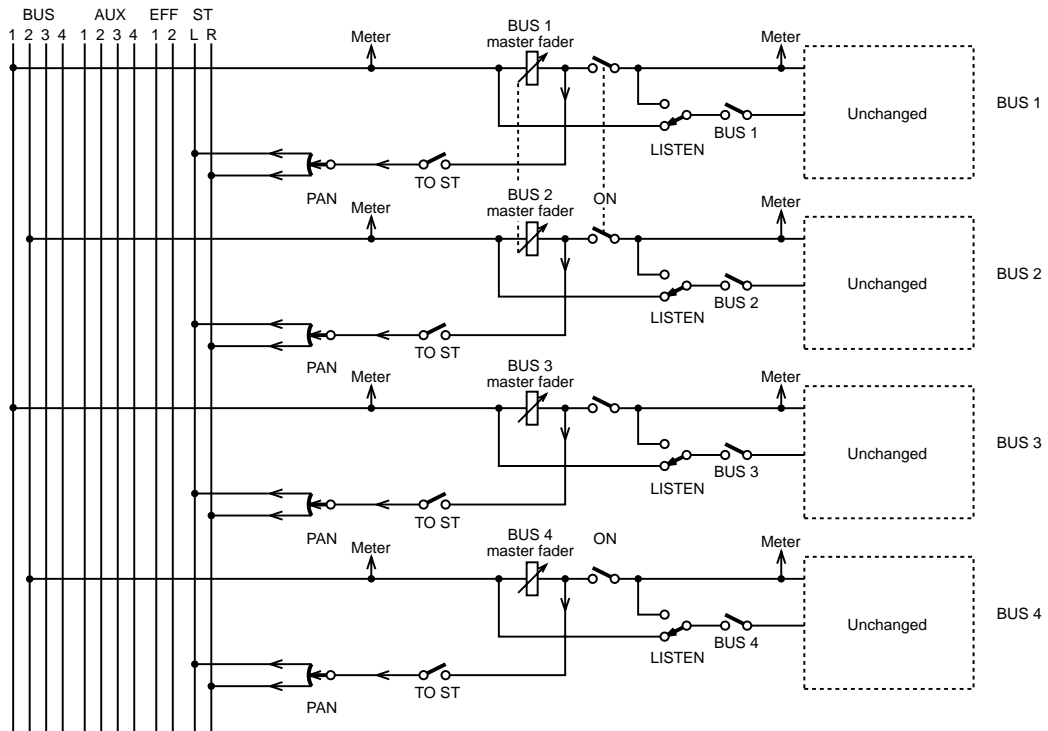 BUS AUX EFF ST
1 2 3 4 1 2 3 4 1 2 L R
BUS 1
master fader
Meter
Meter
Unchanged
BUS 1
BUS 1
LISTEN
TO ST
PAN
BUS 2
master fader
ON
Meter
Meter
Unchanged
BUS 2
BUS 2
LISTEN
TO ST
PAN
BUS 3
master fader
Meter
Meter
Unchanged
BUS 3
BUS 3
LISTEN
TO ST
PAN
BUS 4
master fader
ON
Meter
Meter
Unchanged
BUS 4
BUS 4
LISTEN
TO ST
PAN